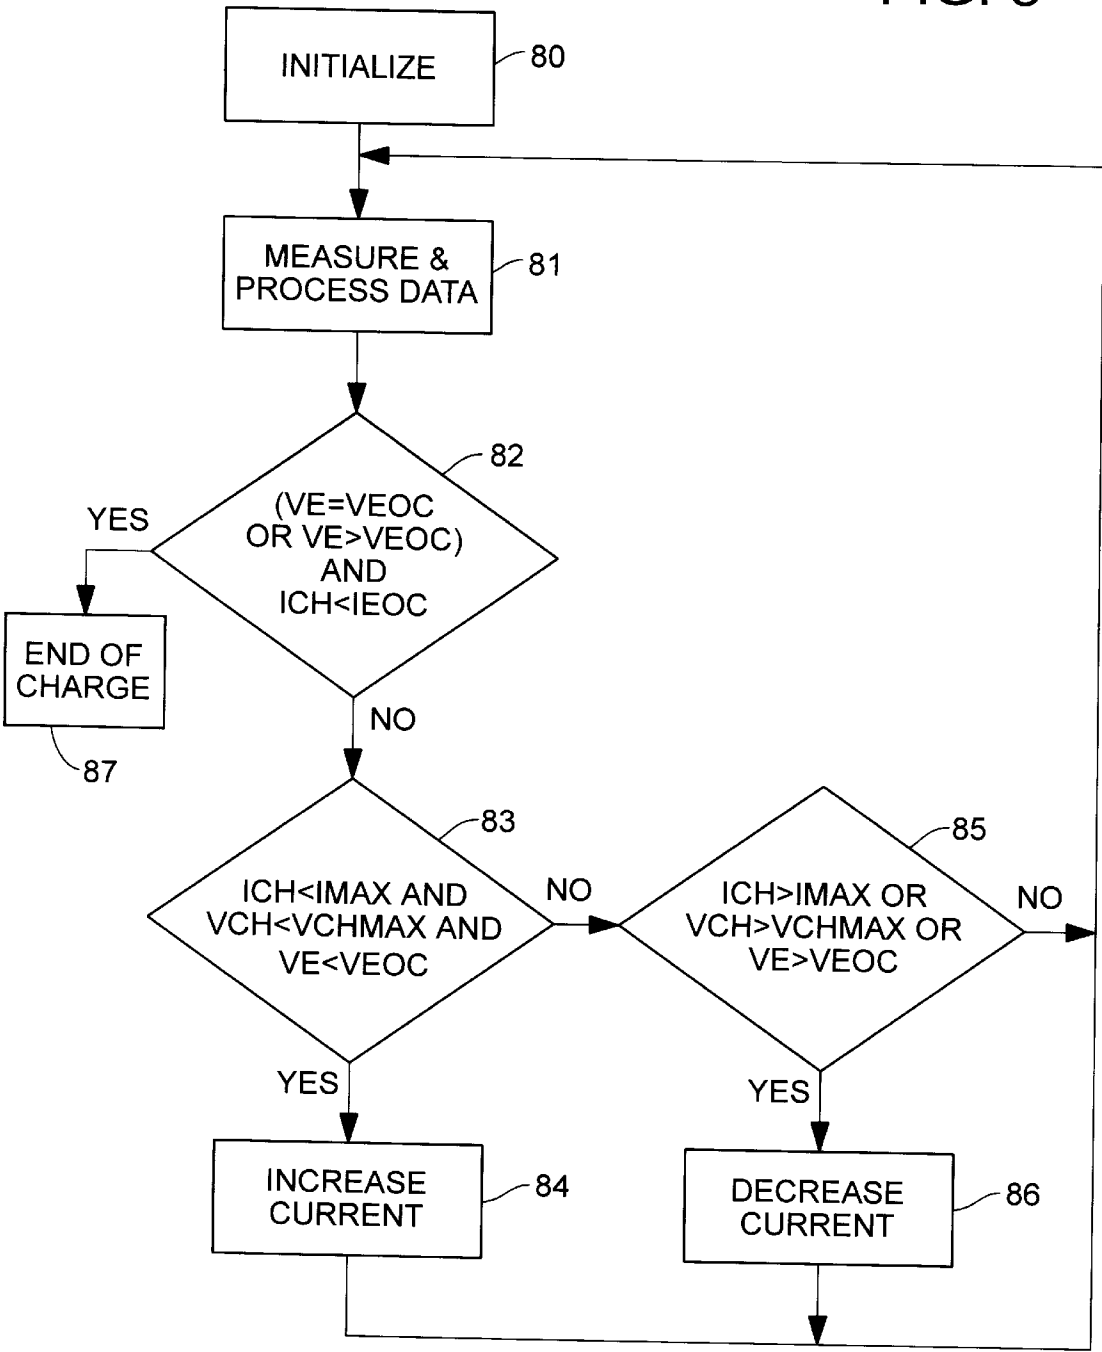 INITIALIZE
80
MEASURE &
PROCESS DATA
81
82
(VE=VEOC
OR VE>VEOC)
AND
ICH<IEOC
YES
END OF
CHARGE
87
NO
83
ICH<IMAX AND
VCH<VCHMAX AND
VE<VEOC
NO
85
ICH>IMAX OR
VCH>VCHMAX OR
VE>VEOC
NO
YES
YES
INCREASE
CURRENT
84
DECREASE
CURRENT
86